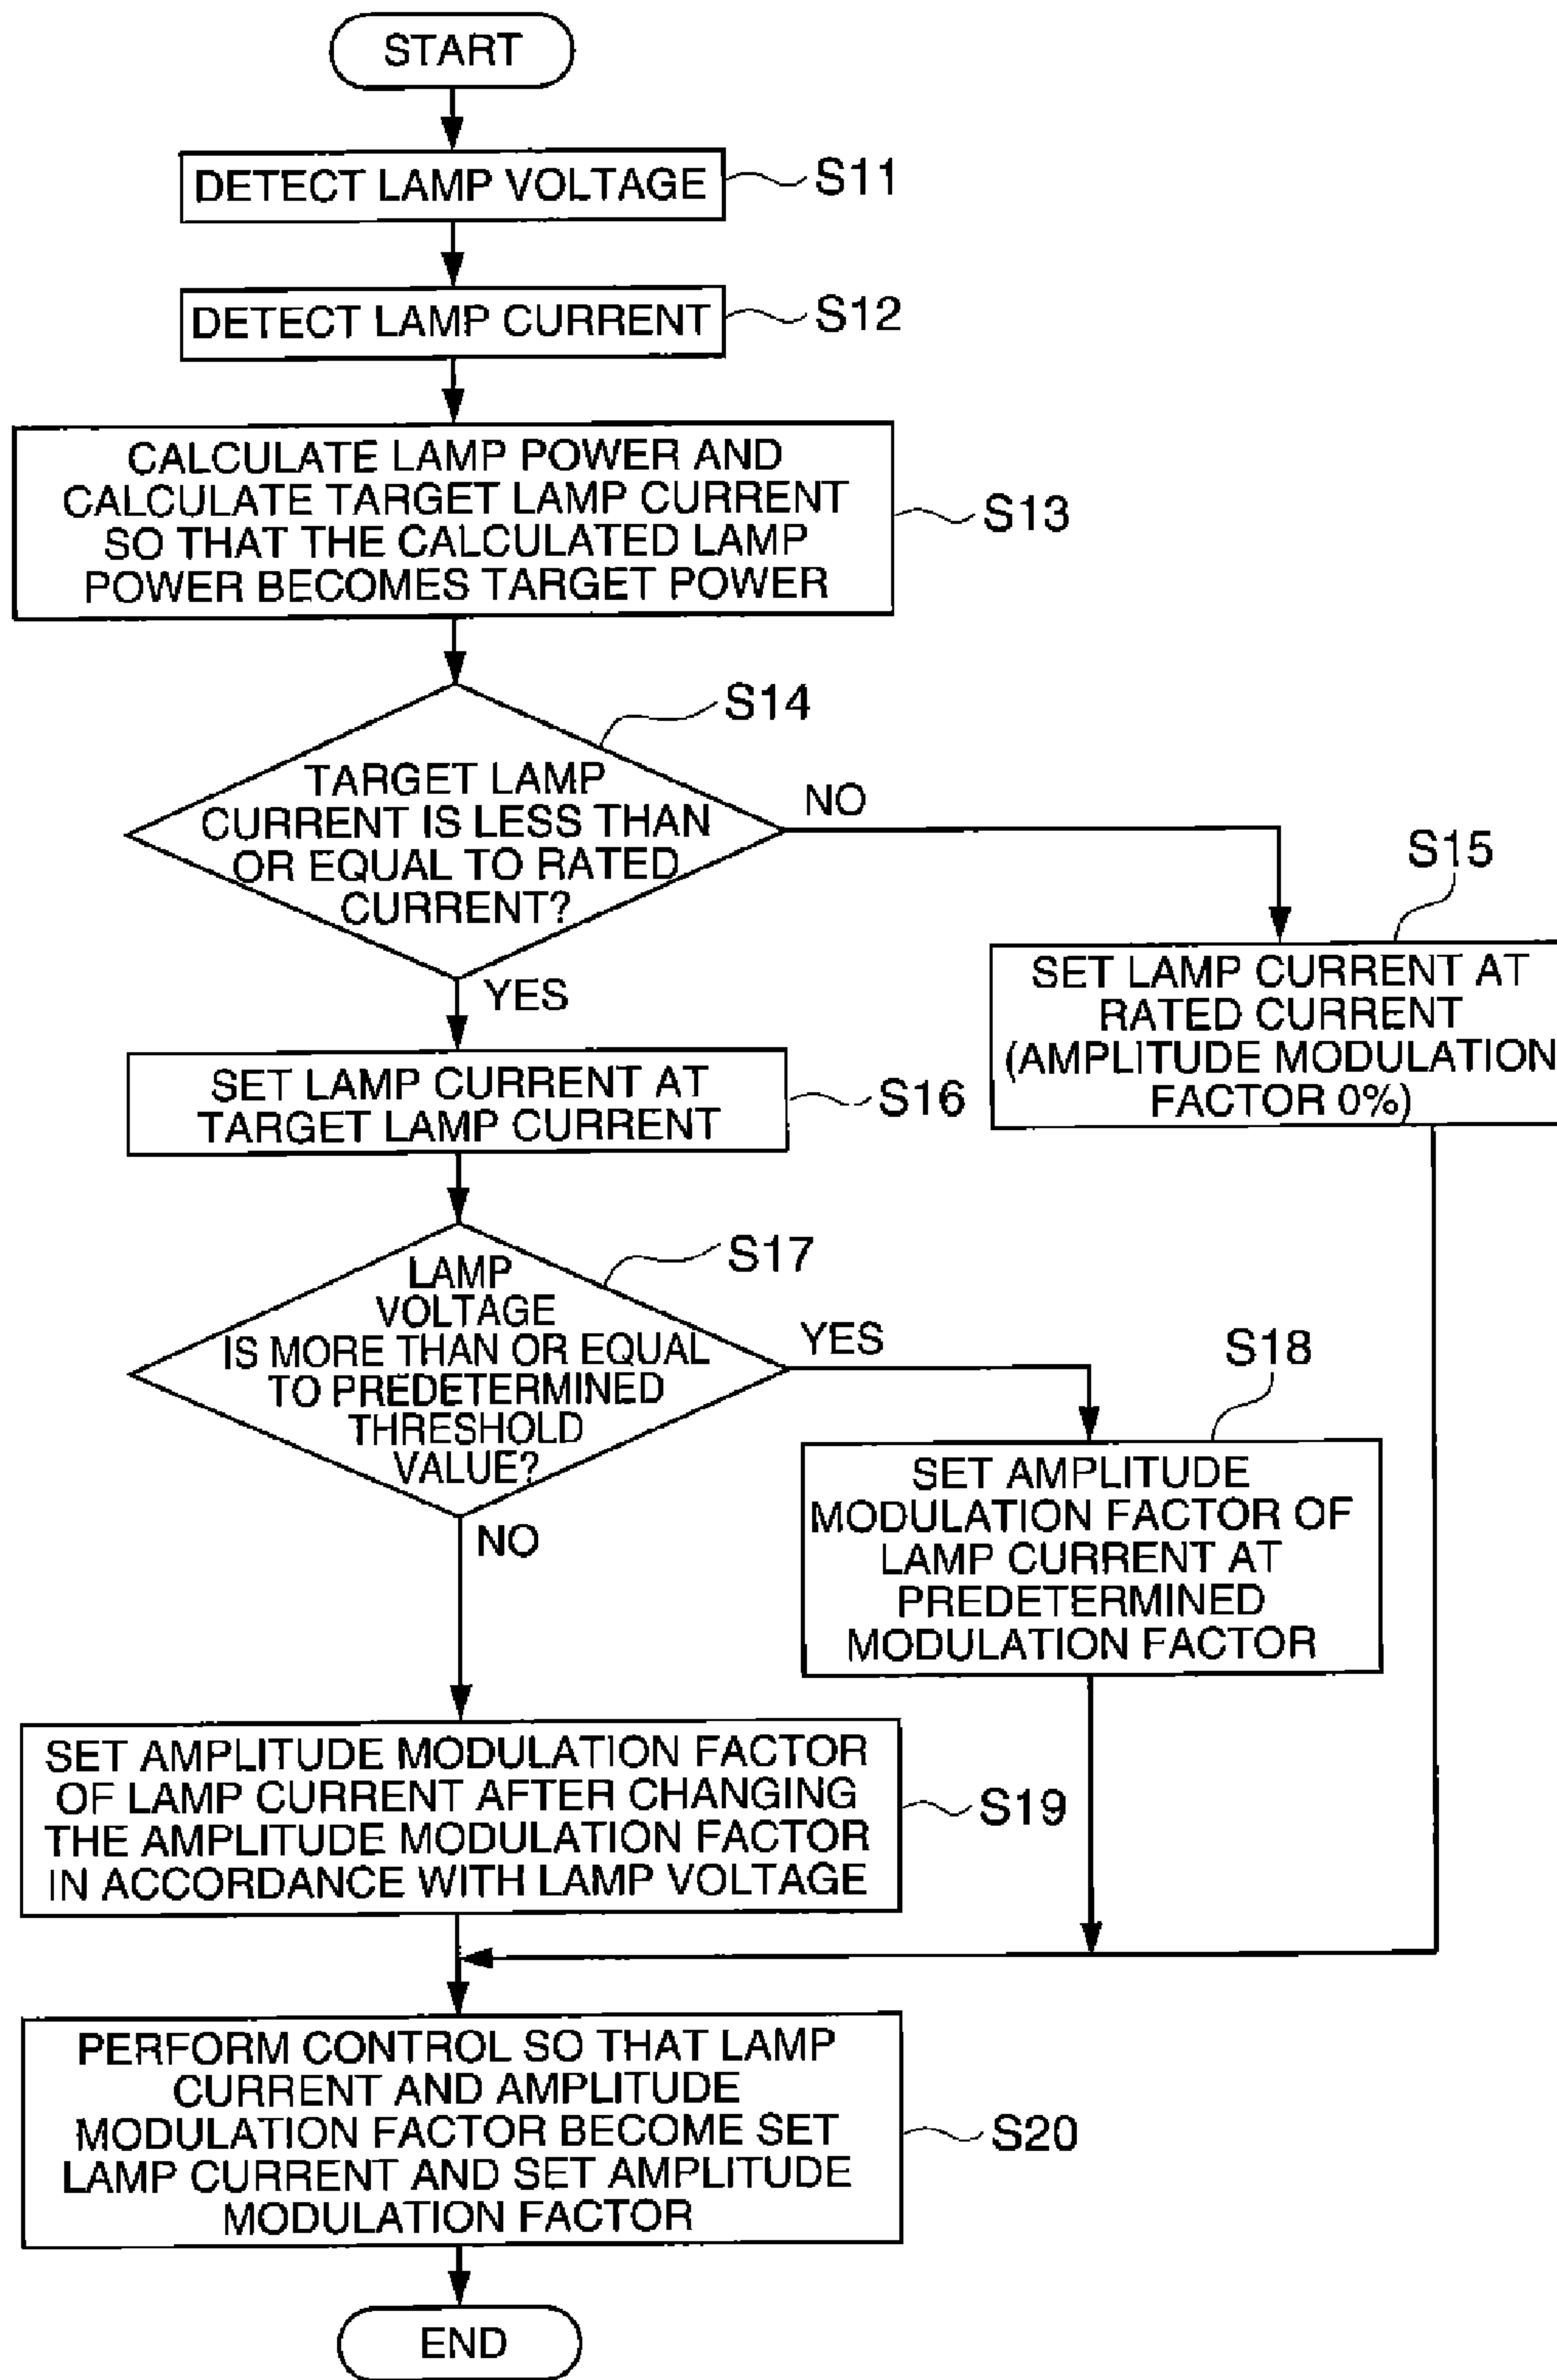 START
DETECT LAMP VOLTAGE
S11
DETECT LAMP CURRENT
S12
CALCULATE LAMP POWER AND
CALCULATE TARGET LAMP CURRENT
SO THAT THE CALCULATED LAMP
POWER BECOMES TARGET POWER
S13
S14
TARGET LAMP
CURRENT IS LESS THAN
OR EQUAL TO RATED
CURRENT?
NO
YES
S15
SET LAMP CURRENT AT
RATED CURRENT
(AMPLITUDE MODULATION
FACTOR 0%)
SET LAMP CURRENT AT
TARGET LAMP CURRENT
S16
S17
LAMP
VOLTAGE
IS MORE THAN OR EQUAL
TO PREDETERMINED
THRESHOLD
VALUE?
YES
NO
S18
SET AMPLITUDE
MODULATION FACTOR OF
LAMP CURRENT AT
PREDETERMINED
MODULATION FACTOR
SET AMPLITUDE MODULATION FACTOR
OF LAMP CURRENT AFTER CHANGING
THE AMPLITUDE MODULATION FACTOR
IN ACCORDANCE WITH LAMP VOLTAGE
S19
PERFORM CONTROL SO THAT LAMP
CURRENT AND AMPLITUDE
MODULATION FACTOR BECOME SET
LAMP CURRENT AND SET AMPLITUDE
MODULATION FACTOR
S20
END